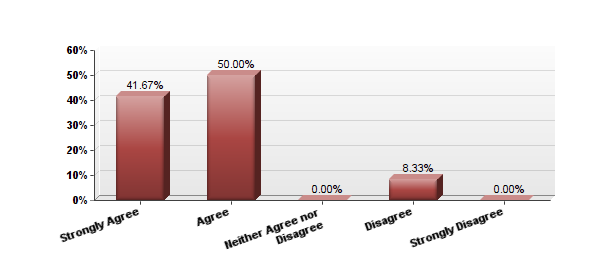 60%
50%
40%
30%
20%
10%
0%
41.67%
50.00%
0.00%
8.33%
0.00%
Strongly Agree
Agree
Neither Agree nor
Disagree
Disagree
Strongly Disagree